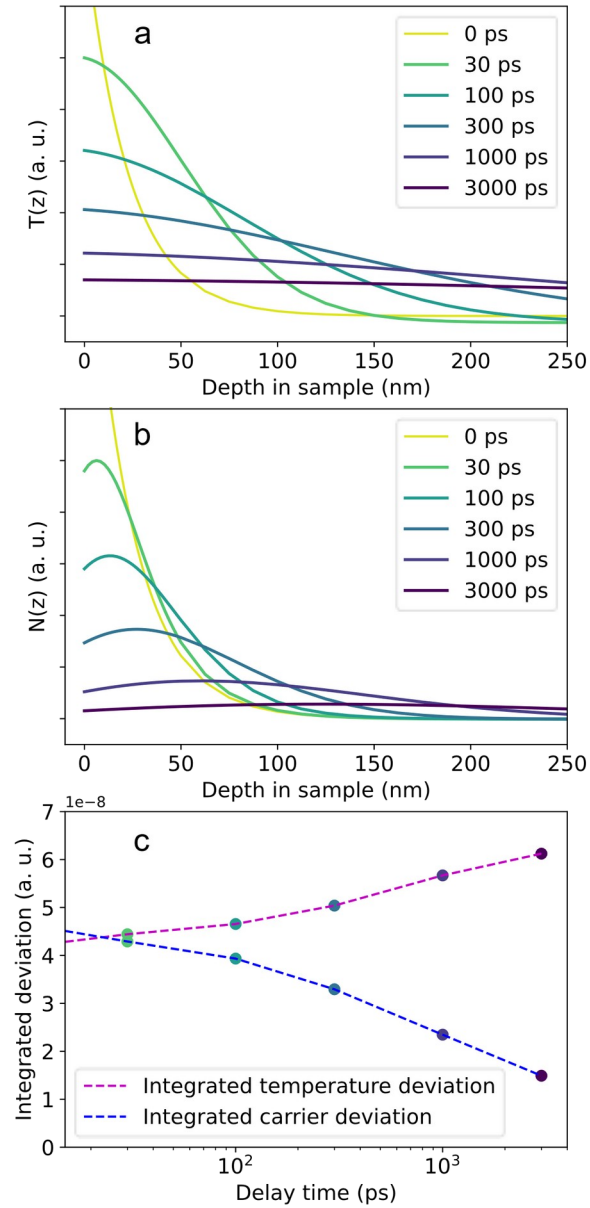 a
0 ps
30 ps
100 ps
300 ps
1000 ps
3000 ps
T(z) (a. u.)
0 50 100 150 200 250
Depth in sample (nm)
b
0 ps
30 ps
100 ps
300 ps
1000 ps
3000 ps
N(z) (a. u.)
0 50 100 150 200 250
Depth in sample (nm)
1e−8
c
7
6
5
4
3
2
1
0
Integrated deviation (a. u.)
Integrated temperature deviation
Integrated carrier deviation
10² 10³
Delay time (ps)